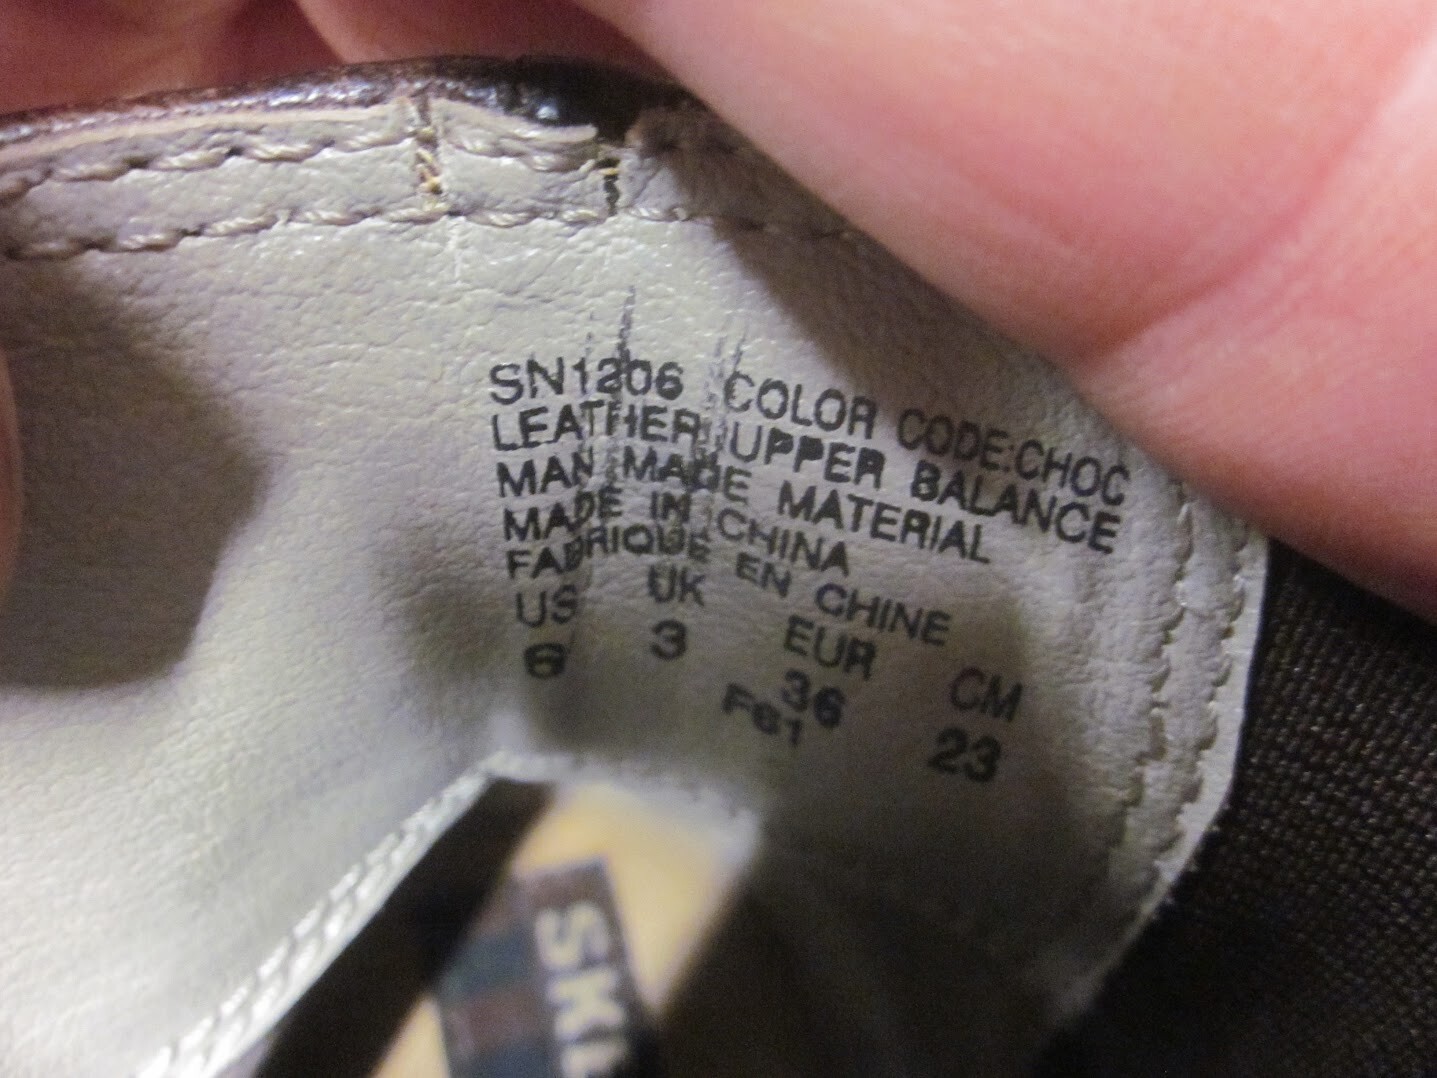 SN1206 COLOR CODE:CHOC
LEATHER UPPER BALANCE
MAN MADE MATERIAL
MADE IN CHINA
FABRIQUE EN CHINE
US UK EUR CM
6 3 36 23
F61
SKE